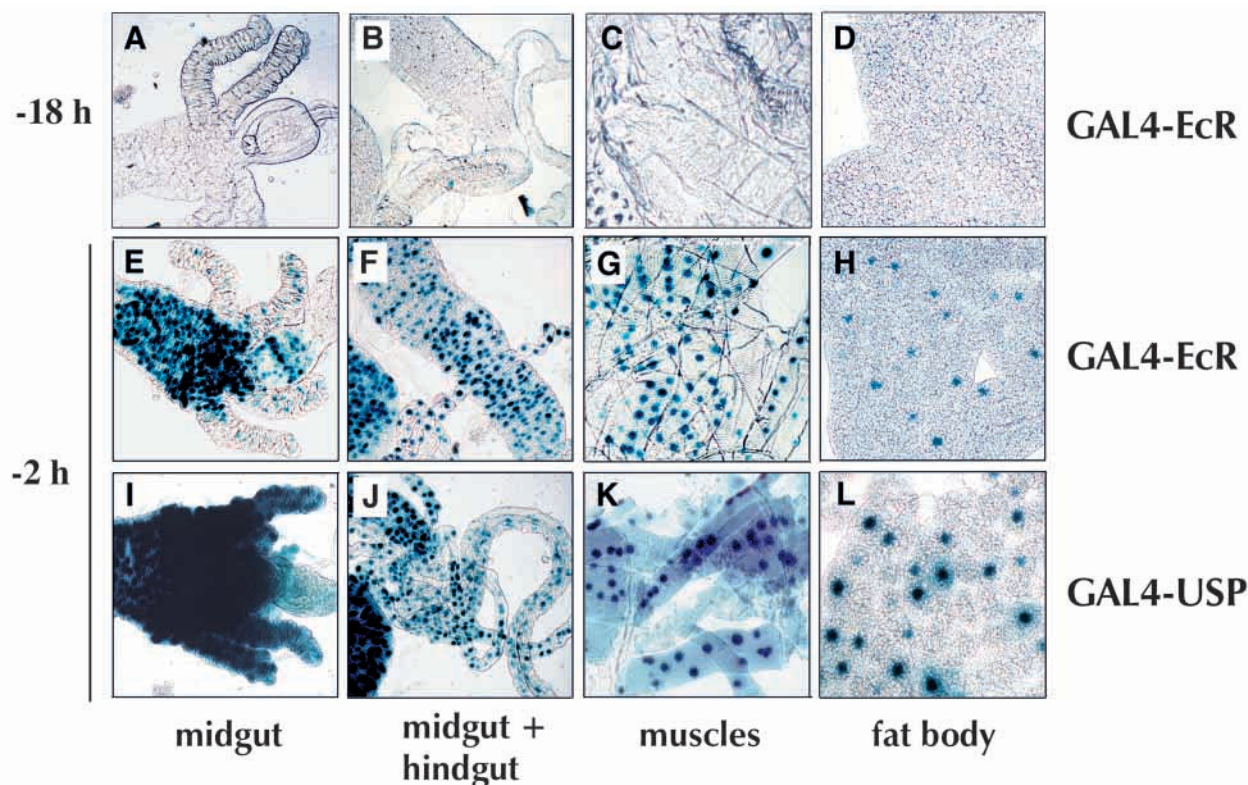 A B C D
-18 h
GAL4-EcR
E F G H
GAL4-EcR
-2 h
I J K L
GAL4-USP
midgut
midgut +
hindgut
muscles
fat body